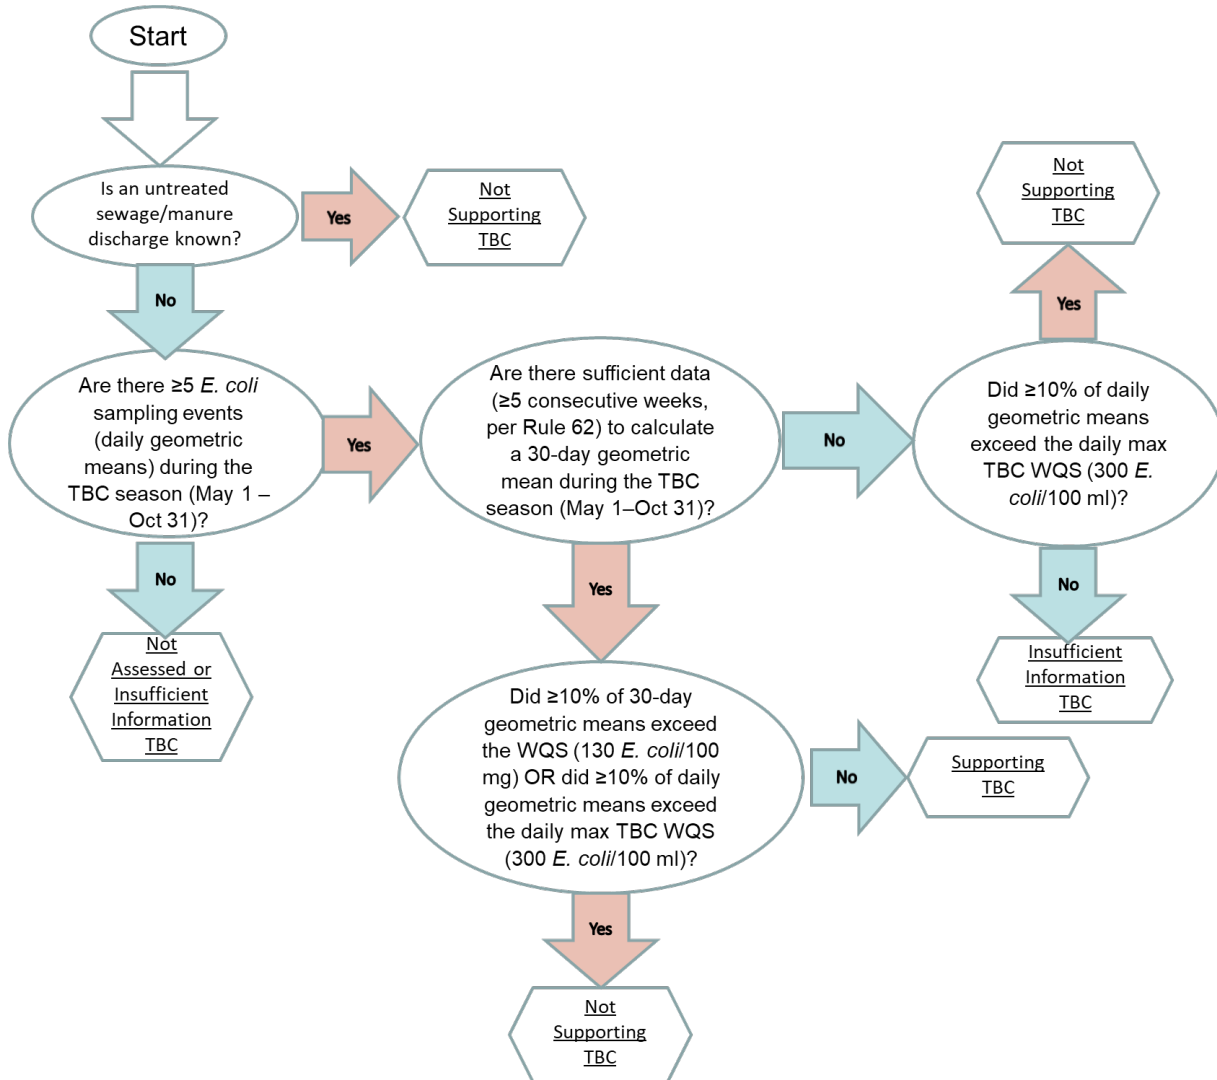 Start
Is an untreated
sewage/manure
discharge known?
Yes
Not
Supporting
TBC
No
Are there ≥5 E. coli
sampling events
(daily geometric
means) during the
TBC season (May 1 –
Oct 31)?
Yes
Are there sufficient data
(≥5 consecutive weeks,
per Rule 62) to calculate
a 30-day geometric
mean during the TBC
season (May 1–Oct 31)?
No
Did ≥10% of daily
geometric means
exceed the daily max
TBC WQS (300 E.
coli/100 ml)?
Yes
Not
Supporting
TBC
No
Insufficient
Information
TBC
No
Not
Assessed or
Insufficient
Information
TBC
Yes
Did ≥10% of 30-day
geometric means exceed
the WQS (130 E. coli/100
mg) OR did ≥10% of daily
geometric means exceed
the daily max TBC WQS
(300 E. coli/100 ml)?
No
Supporting
TBC
Yes
Not
Supporting
TBC